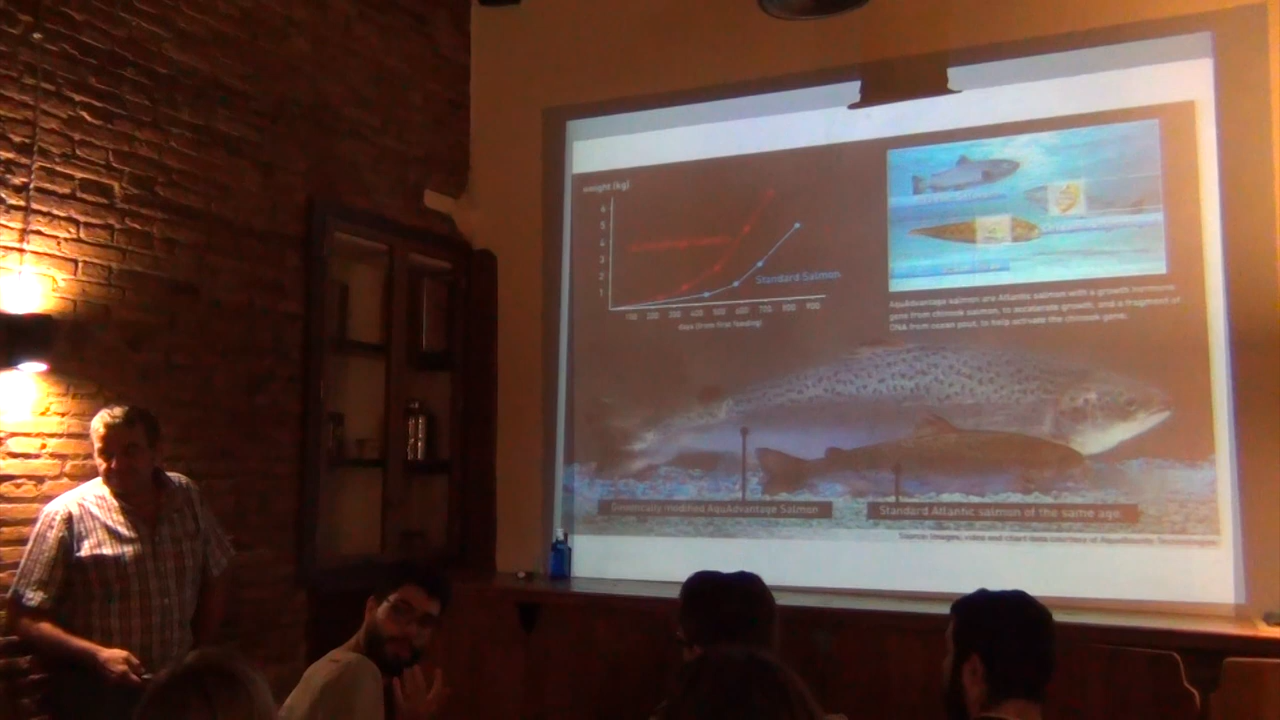 weight (kg)
6
5
4
3
2
1
Standard Salmon
100 200 300 400 500 600 700 800 900
days (from first feeding)
AquAdvantage salmon are Atlantic salmon with a growth hormone
gene from chinook salmon, to accelerate growth, and a fragment of
DNA from ocean pout, to help activate the chinook gene.
Genetically modified AquAdvantage Salmon
Standard Atlantic salmon of the same age.
Source: Images, video and chart data courtesy of AquaBounty